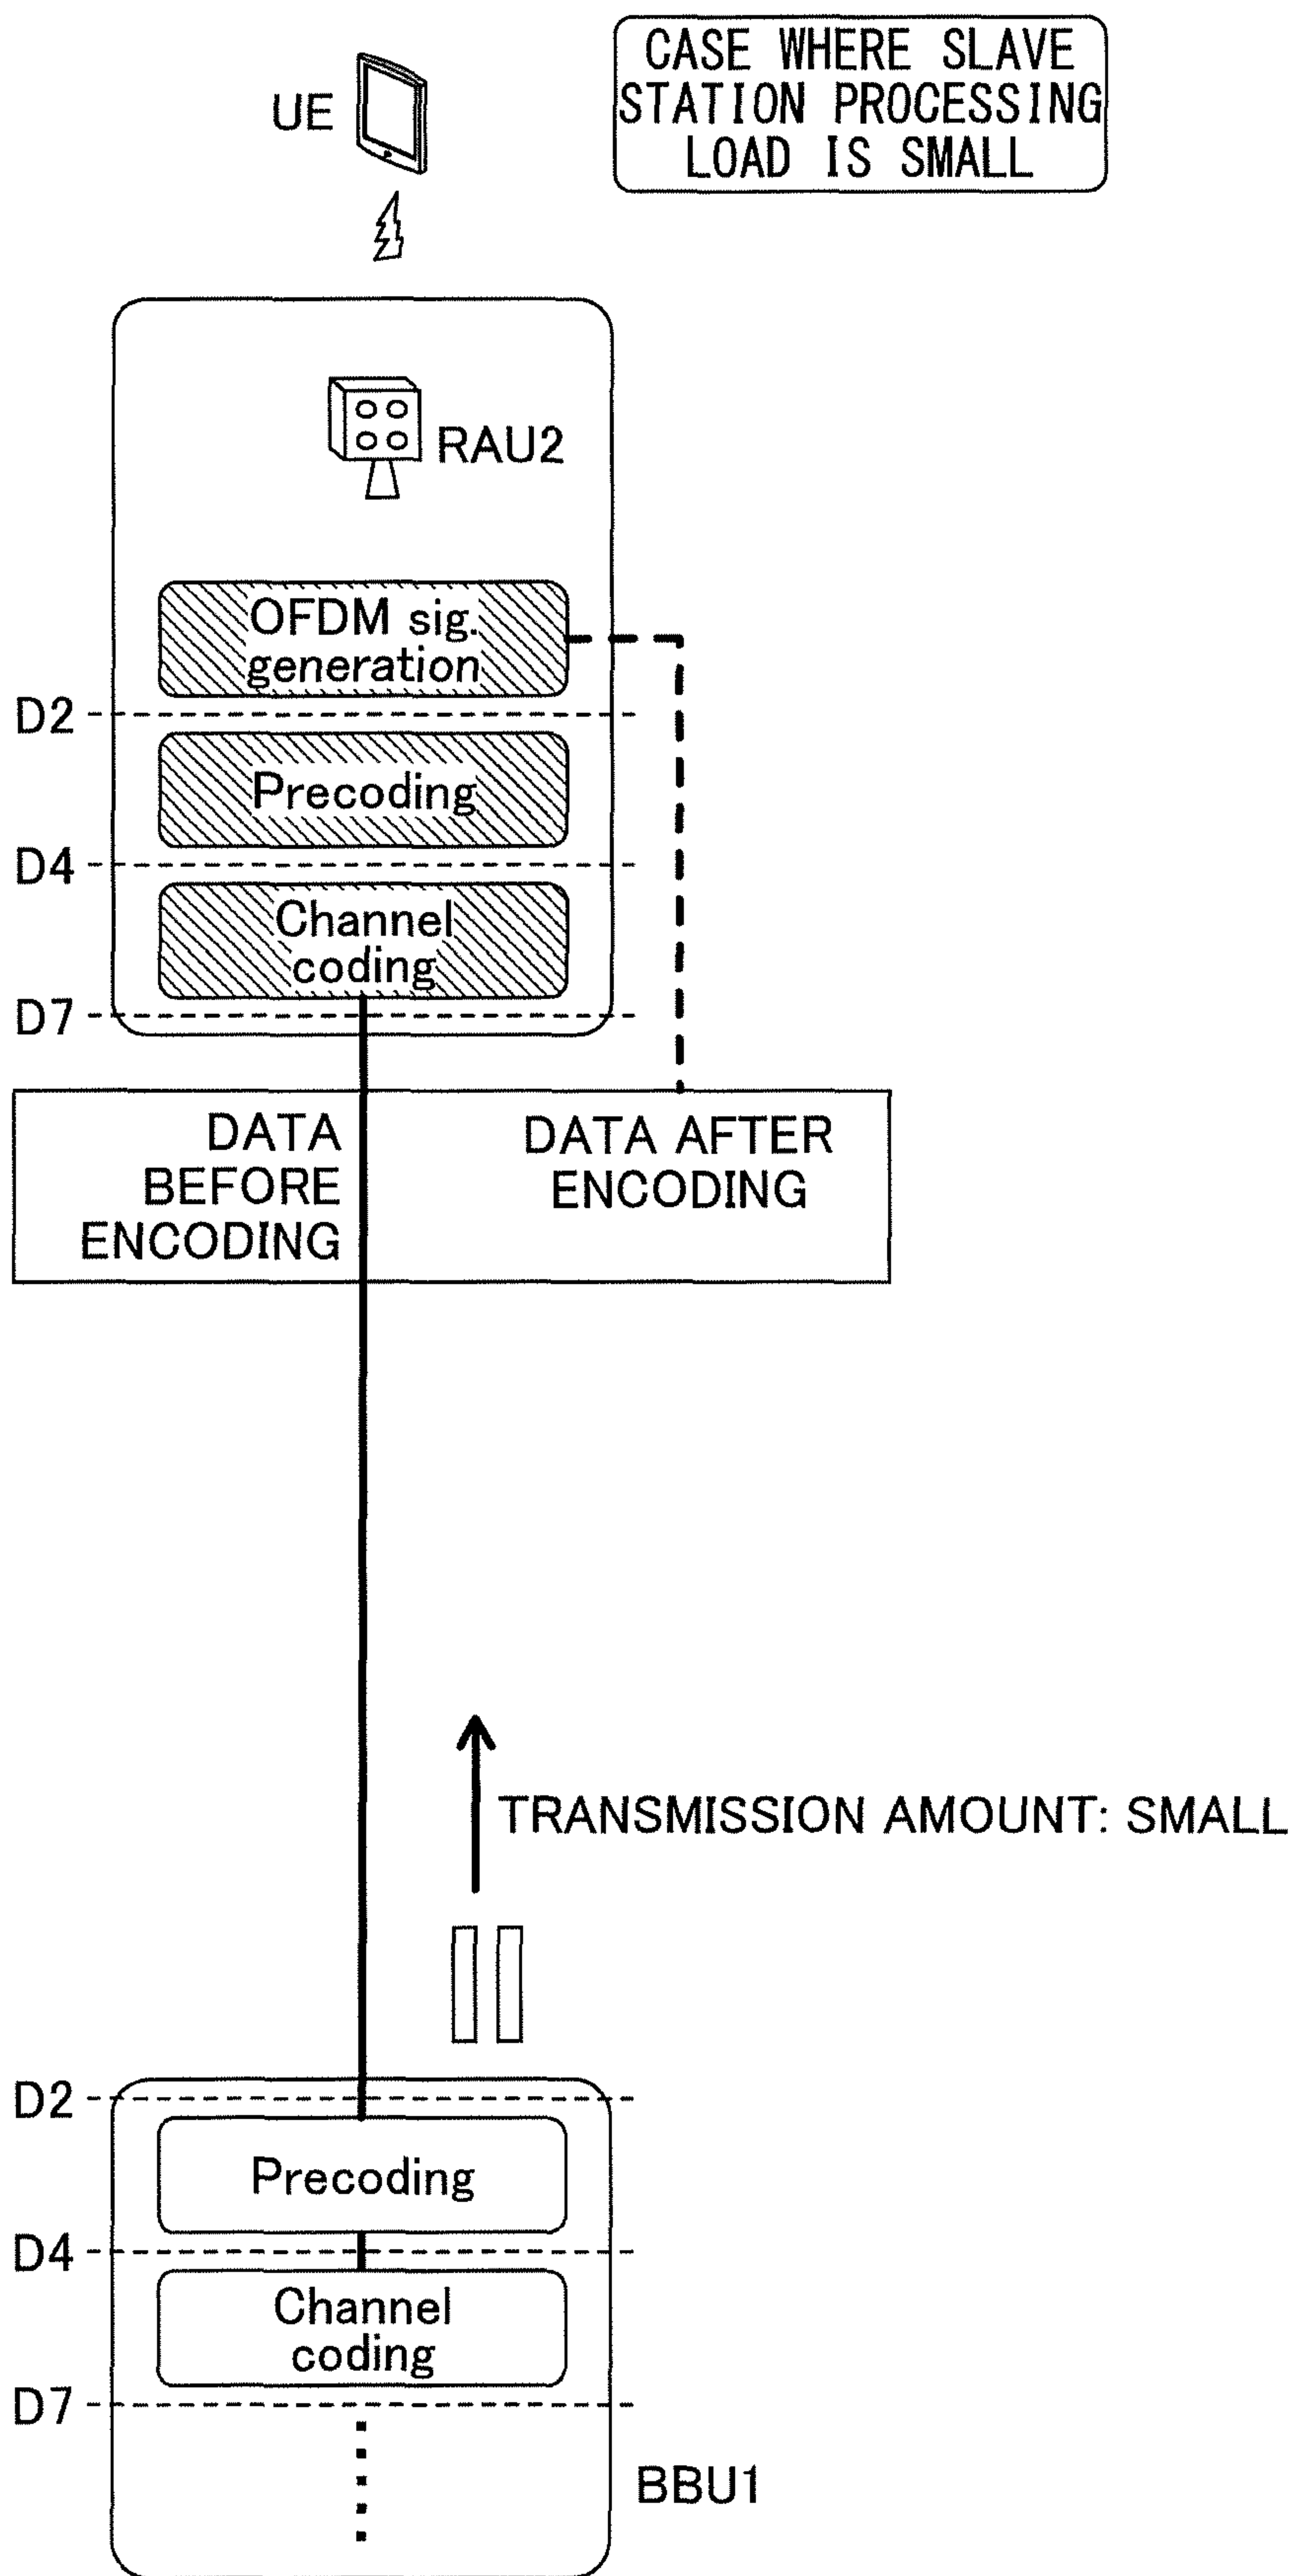 CASE WHERE SLAVE
STATION PROCESSING
LOAD IS SMALL
UE
RAU2
OFDM sig.
generation
D2
Precoding
D4
Channel
coding
D7
DATA
BEFORE
ENCODING
DATA AFTER
ENCODING
TRANSMISSION AMOUNT: SMALL
D2
Precoding
D4
Channel
coding
D7
BBU1